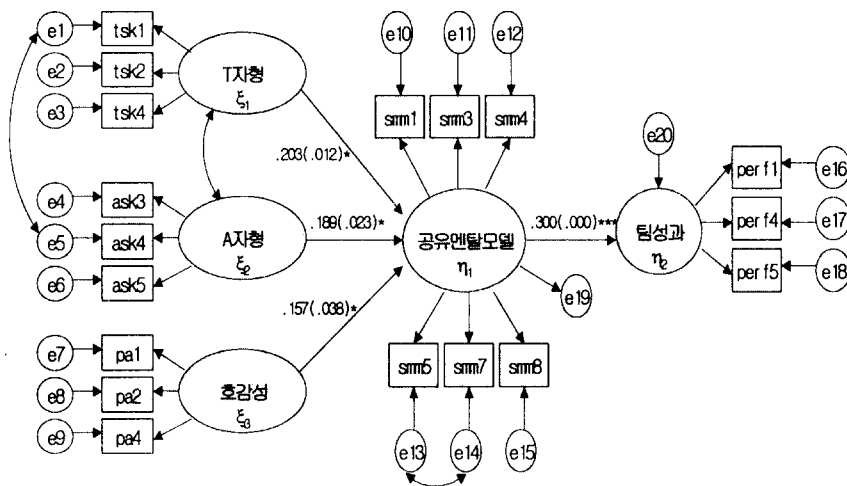 e1 tsk1
e2 tsk2
e3 tsk4
T자형
ξ₁
e4 ask3
e5 ask4
e6 ask5
A자형
ξ₂
e7 pa1
e8 pa2
e9 pa4
호감성
ξ₃
.203(.012)*
.189(.023)*
.157(.038)*
e10 e11 e12
smm1 smm3 smm4
공유멘탈모델
η₁
e19
smm5 smm7 smm8
e13 e14 e15
.300(.000)***
e20
팀성과
η₂
perf1 e16
perf4 e17
perf5 e18